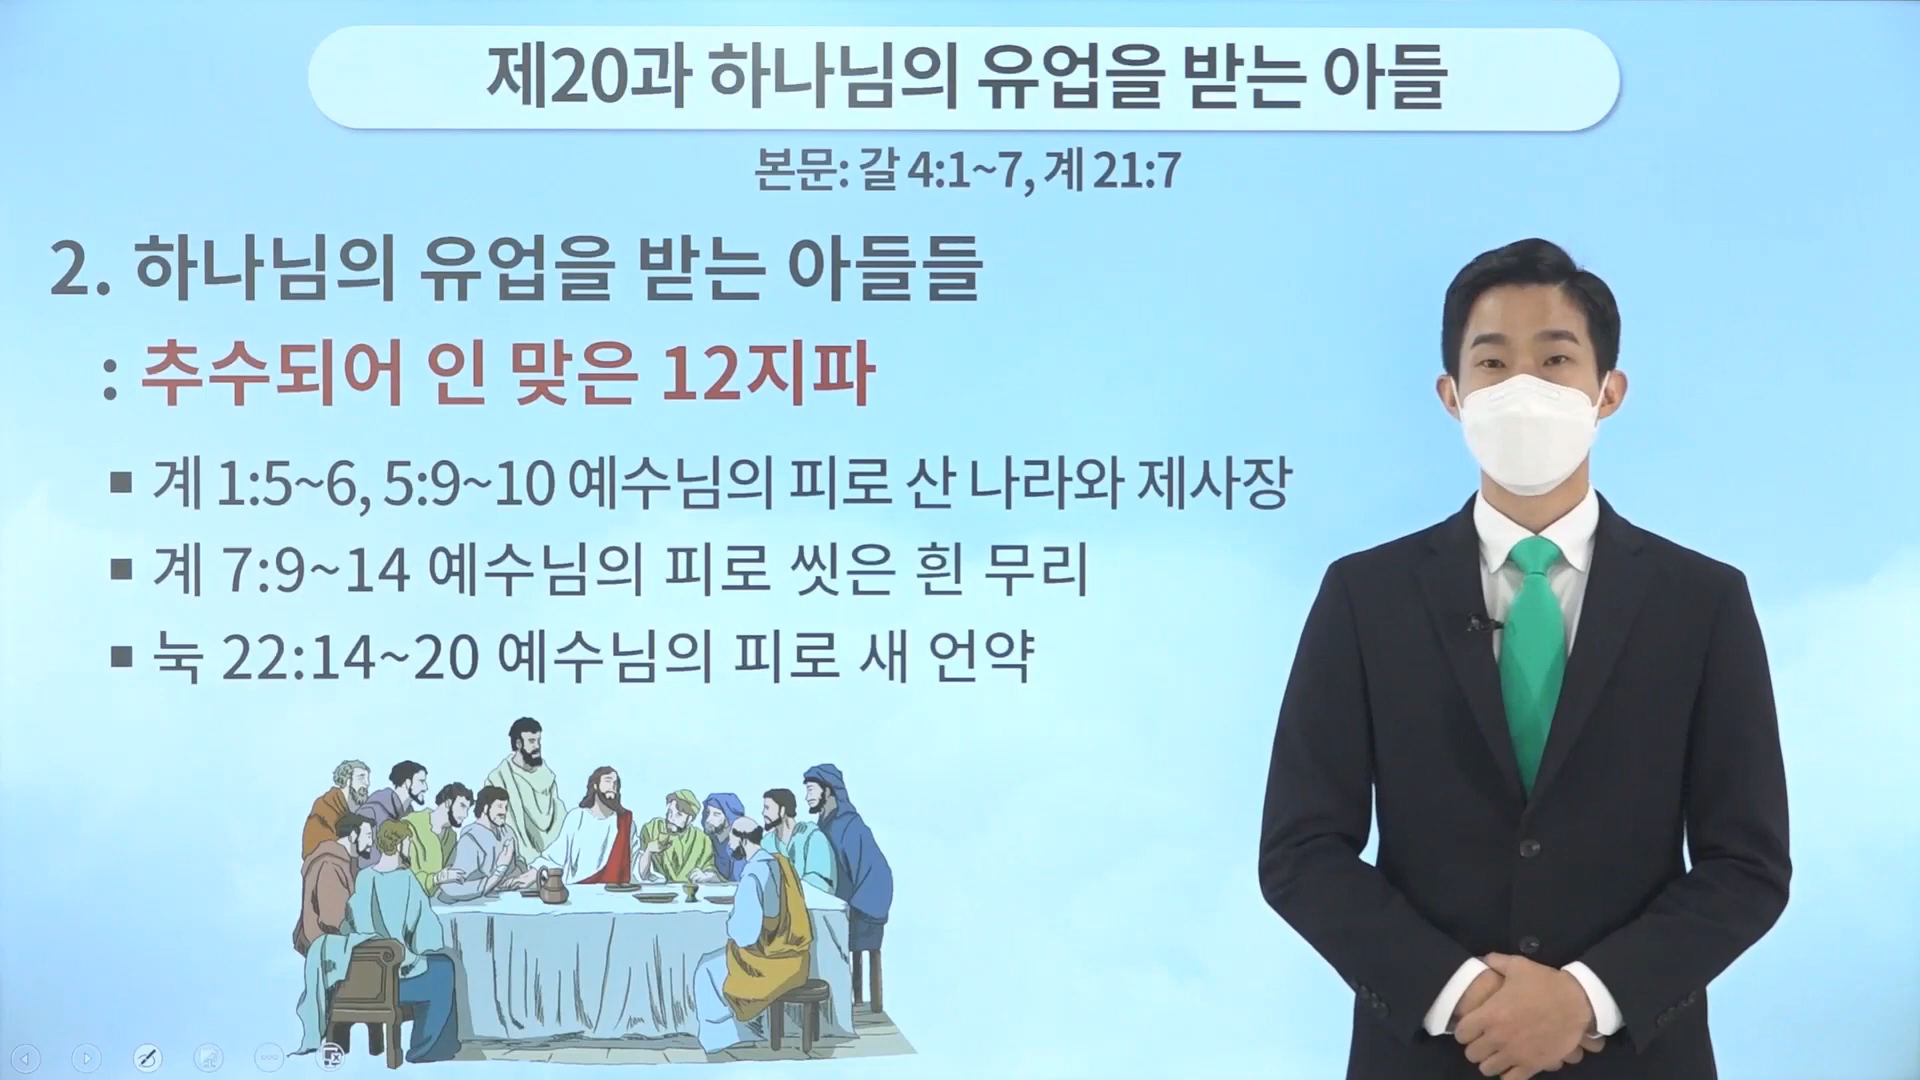 제20과 하나님의 유업을 받는 아들
본문: 갈 4:1~7, 계 21:7
2. 하나님의 유업을 받는 아들들
: 추수되어 인 맞은 12지파
▪ 계 1:5~6, 5:9~10 예수님의 피로 산 나라와 제사장
▪ 계 7:9~14 예수님의 피로 씻은 흰 무리
▪ 눅 22:14~20 예수님의 피로 새 언약